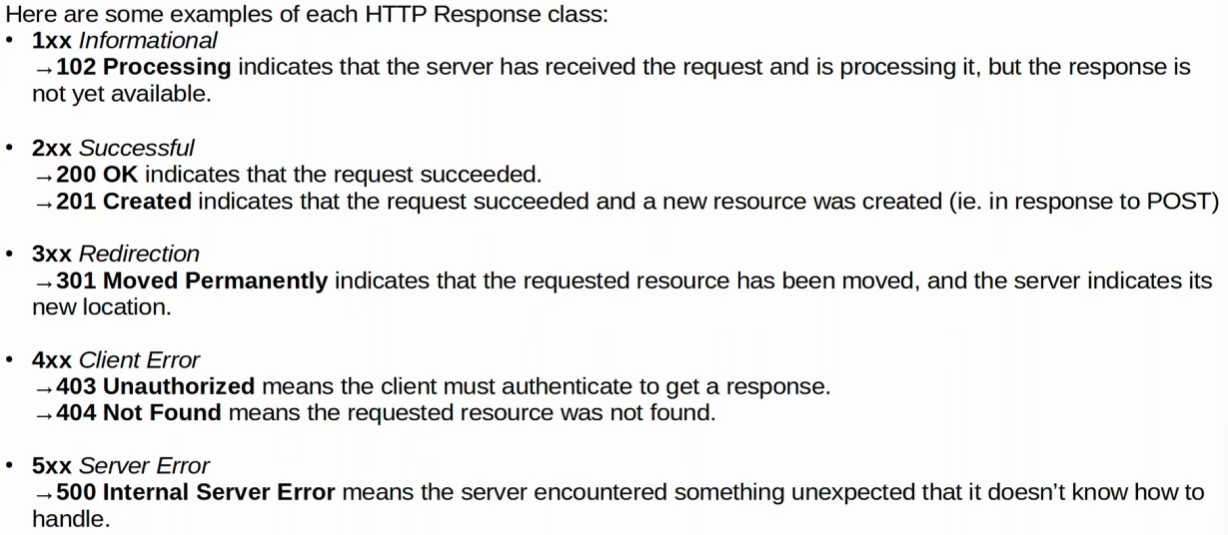 Here are some examples of each HTTP Response class:
• 1xx Informational
→102 Processing indicates that the server has received the request and is processing it, but the response is
not yet available.
• 2xx Successful
→200 OK indicates that the request succeeded.
→201 Created indicates that the request succeeded and a new resource was created (ie. in response to POST)
• 3xx Redirection
→301 Moved Permanently indicates that the requested resource has been moved, and the server indicates its
new location.
• 4xx Client Error
→403 Unauthorized means the client must authenticate to get a response.
→404 Not Found means the requested resource was not found.
• 5xx Server Error
→500 Internal Server Error means the server encountered something unexpected that it doesn't know how to
handle.